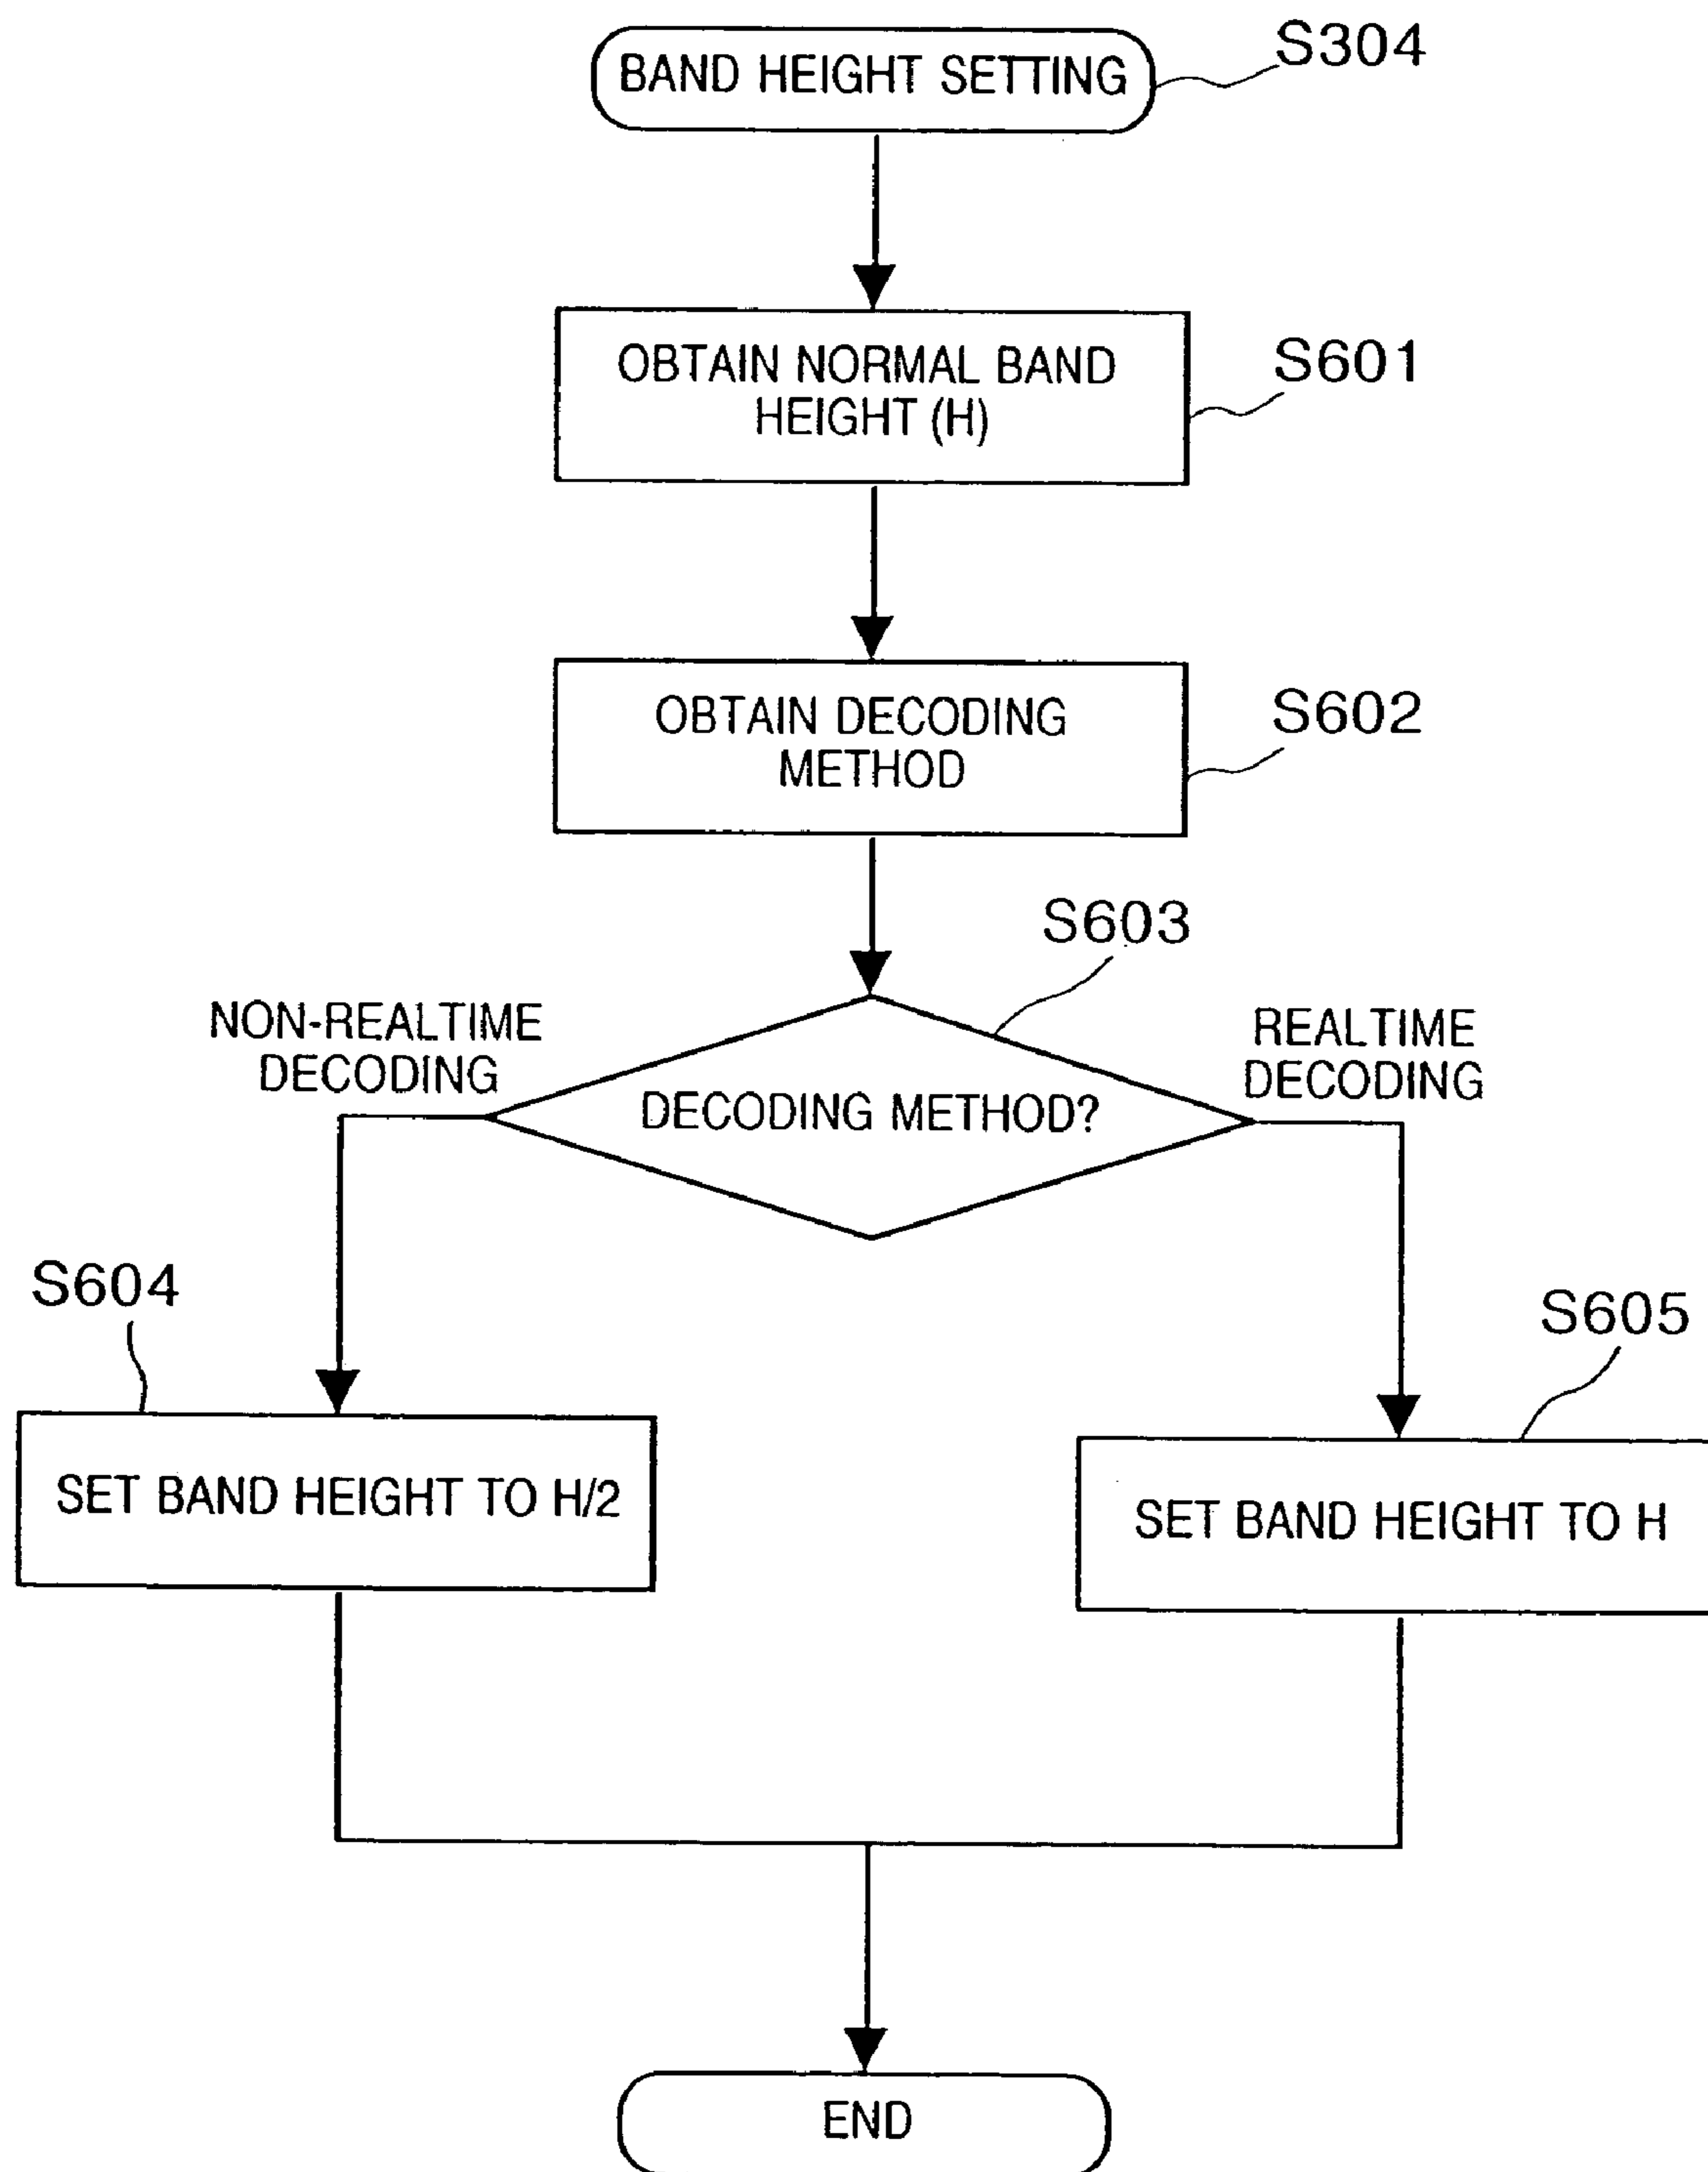 BAND HEIGHT SETTING
S304
OBTAIN NORMAL BAND
HEIGHT (H)
S601
OBTAIN DECODING
METHOD
S602
S603
NON-REALTIME
DECODING
REALTIME
DECODING
DECODING METHOD?
S604
S605
SET BAND HEIGHT TO H/2
SET BAND HEIGHT TO H
END